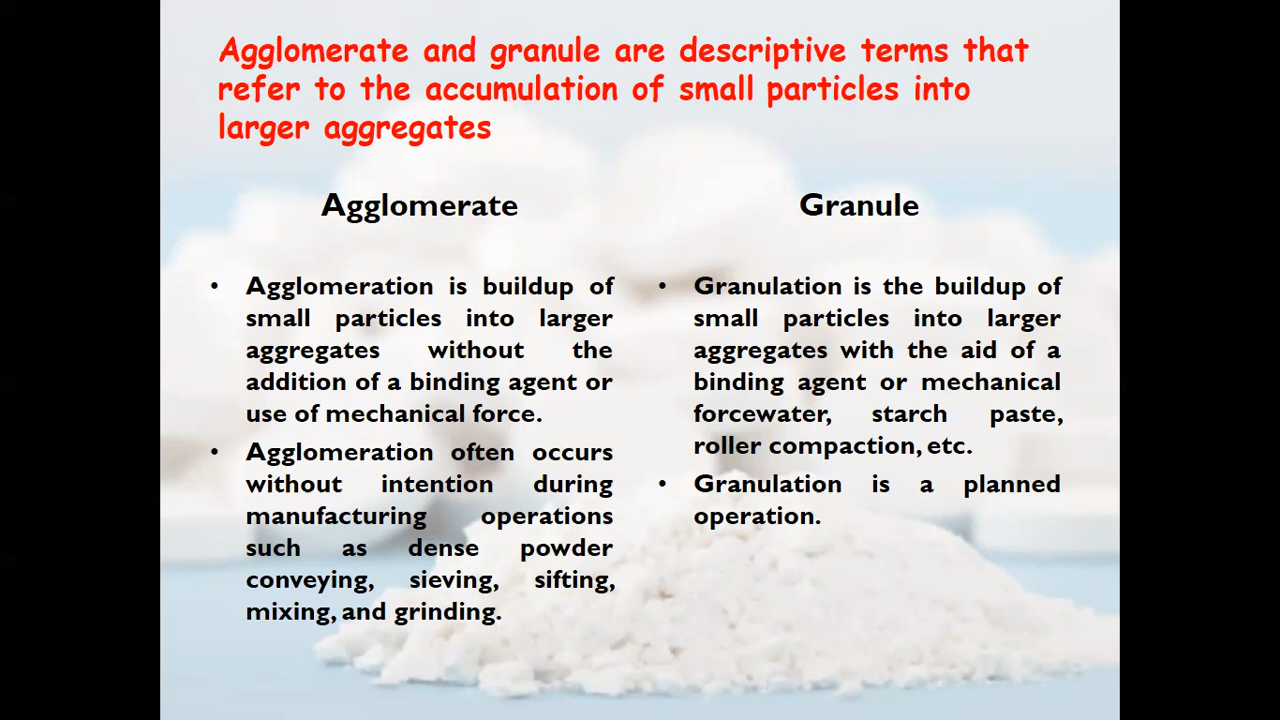 Agglomerate and granule are descriptive terms that
refer to the accumulation of small particles into
larger aggregates
Agglomerate
• Agglomeration is buildup of
small particles into larger
aggregates without the
addition of a binding agent or
use of mechanical force.
• Agglomeration often occurs
without intention during
manufacturing operations
such as dense powder
conveying, sieving, sifting,
mixing, and grinding.
Granule
• Granulation is the buildup of
small particles into larger
aggregates with the aid of a
binding agent or mechanical
forcewater, starch paste,
roller compaction, etc.
• Granulation is a planned
operation.